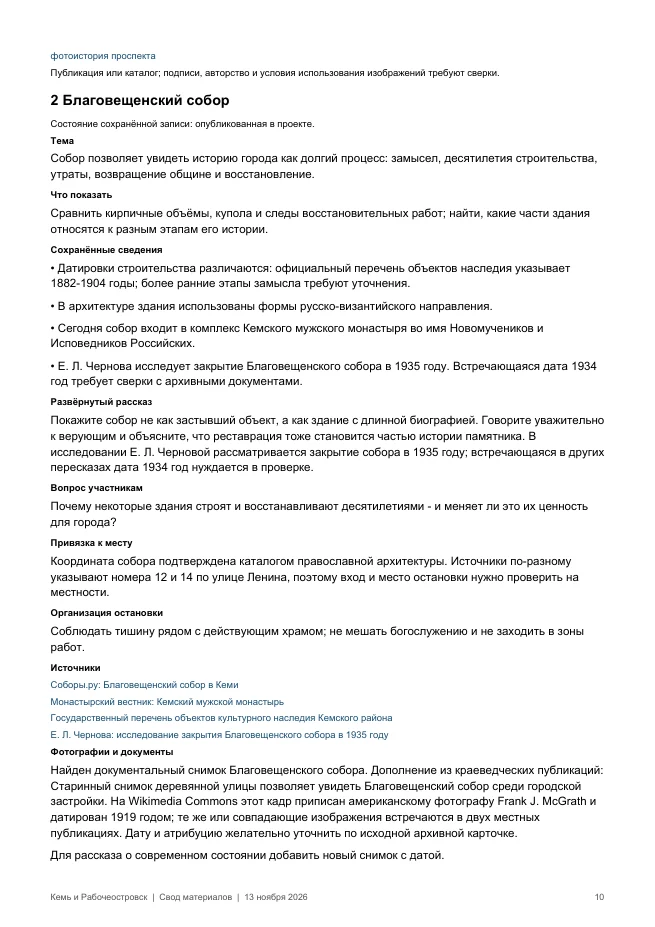 фотоистория проспекта
Публикация или каталог; подписи, авторство и условия использования изображений требуют сверки.
2 Благовещенский собор
Состояние сохранённой записи: опубликованная в проекте.
Тема
Собор позволяет увидеть историю города как долгий процесс: замысел, десятилетия строительства,
утраты, возвращение общине и восстановление.
Что показать
Сравнить кирпичные объёмы, купола и следы восстановительных работ; найти, какие части здания
относятся к разным этапам его истории.
Сохранённые сведения
• Датировки строительства различаются: официальный перечень объектов наследия указывает
1882-1904 годы; более ранние этапы замысла требуют уточнения.
• В архитектуре здания использованы формы русско-византийского направления.
• Сегодня собор входит в комплекс Кемского мужского монастыря во имя Новомучеников и
Исповедников Российских.
• Е. Л. Чернова исследует закрытие Благовещенского собора в 1935 году. Встречающаяся дата 1934
год требует сверки с архивными документами.
Развёрнутый рассказ
Покажите собор не как застывший объект, а как здание с длинной биографией. Говорите уважительно
к верующим и объясните, что реставрация тоже становится частью истории памятника. В
исследовании Е. Л. Черновой рассматривается закрытие собора в 1935 году; встречающаяся в других
пересказах дата 1934 год нуждается в проверке.
Вопрос участникам
Почему некоторые здания строят и восстанавливают десятилетиями - и меняет ли это их ценность
для города?
Привязка к месту
Координата собора подтверждена каталогом православной архитектуры. Источники по-разному
указывают номера 12 и 14 по улице Ленина, поэтому вход и место остановки нужно проверить на
местности.
Организация остановки
Соблюдать тишину рядом с действующим храмом; не мешать богослужению и не заходить в зоны
работ.
Источники
Соборы.ру: Благовещенский собор в Кеми
Монастырский вестник: Кемский мужской монастырь
Государственный перечень объектов культурного наследия Кемского района
Е. Л. Чернова: исследование закрытия Благовещенского собора в 1935 году
Фотографии и документы
Найден документальный снимок Благовещенского собора. Дополнение из краеведческих публикаций:
Старинный снимок деревянной улицы позволяет увидеть Благовещенский собор среди городской
застройки. На Wikimedia Commons этот кадр приписан американскому фотографу Frank J. McGrath и
датирован 1919 годом; те же или совпадающие изображения встречаются в двух местных
публикациях. Дату и атрибуцию желательно уточнить по исходной архивной карточке.
Для рассказа о современном состоянии добавить новый снимок с датой.
Кемь и Рабочеостровск | Свод материалов | 13 ноября 2026
10